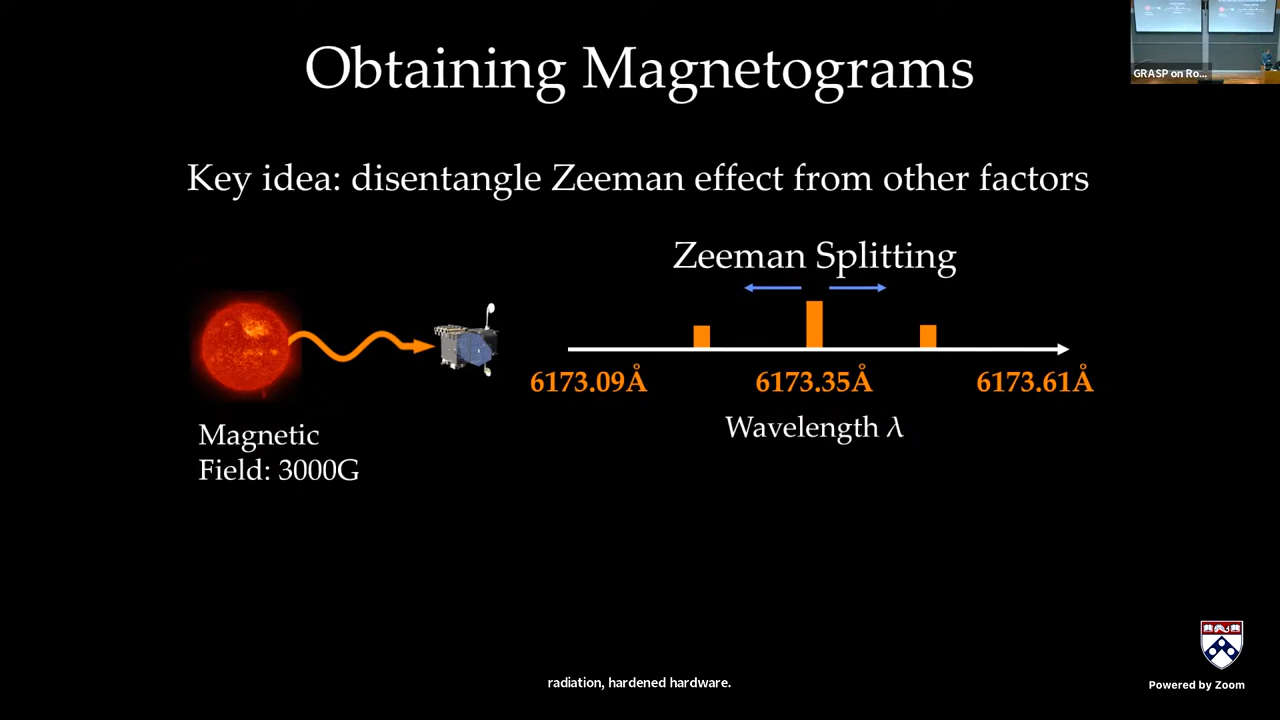 Obtaining Magnetograms
GRASP on Ro...
Key idea: disentangle Zeeman effect from other factors
Zeeman Splitting
6173.09Å
6173.35Å
6173.61Å
Wavelength λ
Magnetic
Field: 3000G
radiation, hardened hardware.
Powered by Zoom